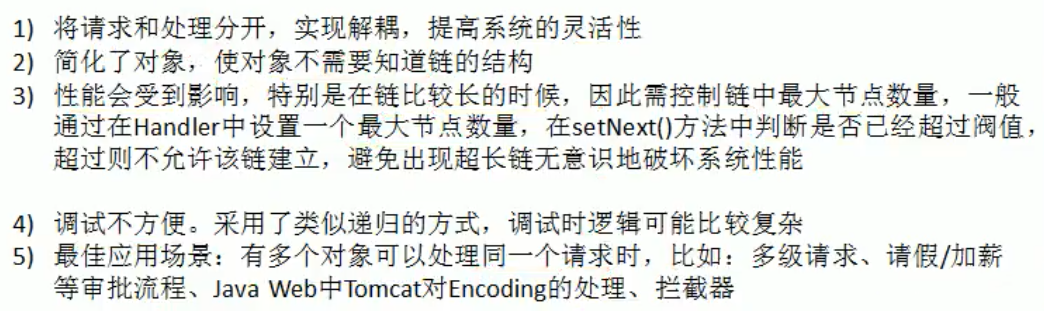 1) 将请求和处理分开，实现解耦，提高系统的灵活性
2) 简化了对象，使对象不需要知道链的结构
3) 性能会受到影响，特别是在链比较长的时候，因此需控制链中最大节点数量，一般
通过在Handler中设置一个最大节点数量，在setNext()方法中判断是否已经超过阀值，
超过则不允许该链建立，避免出现超长链无意识地破坏系统性能
4) 调试不方便。采用了类似递归的方式，调试时逻辑可能比较复杂
5) 最佳应用场景：有多个对象可以处理同一个请求时，比如：多级请求、请假/加薪
等审批流程、Java Web中Tomcat对Encoding的处理、拦截器